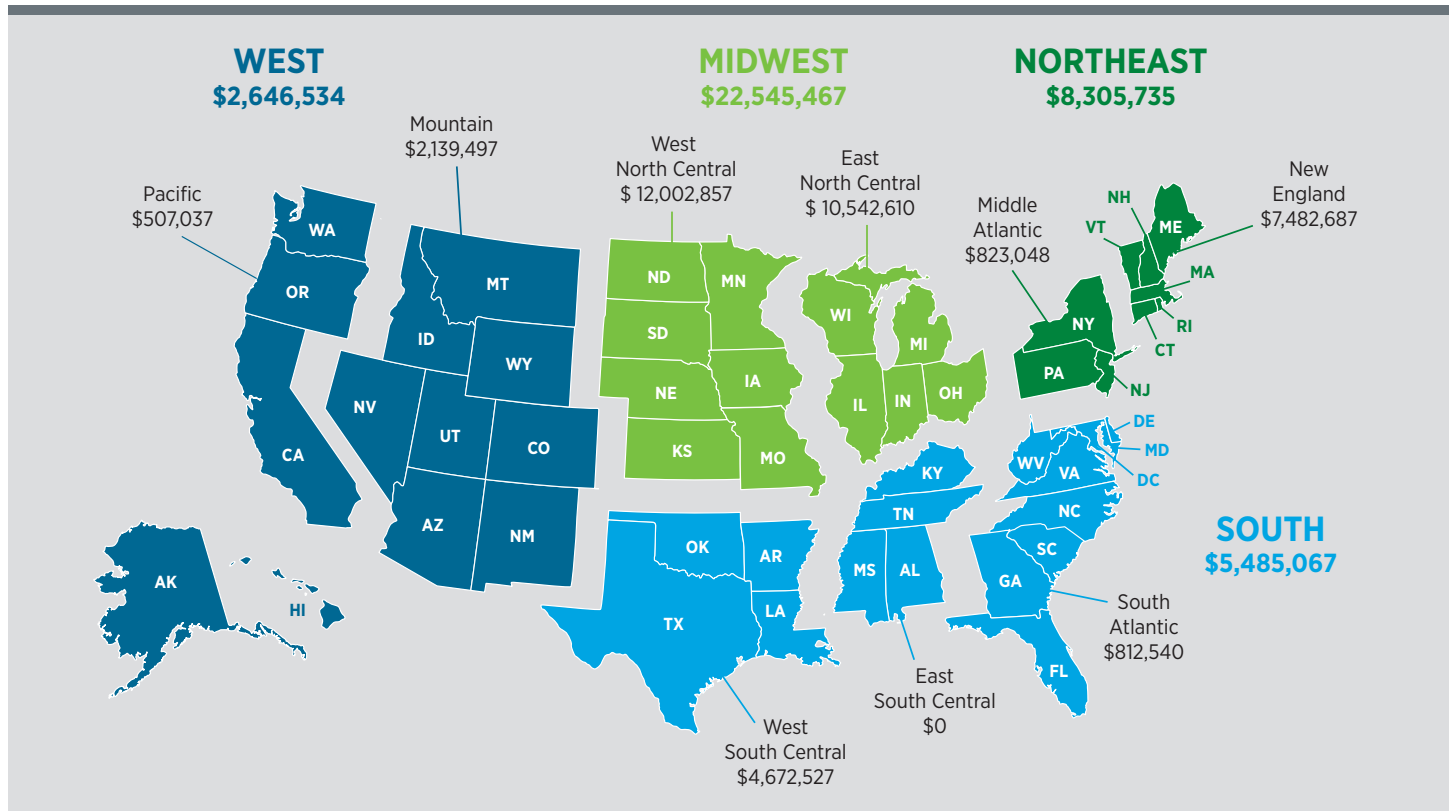 WEST
$2,646,534
MIDWEST
$22,545,467
NORTHEAST
$8,305,735
Mountain
$2,139,497
Pacific
$507,037
West
North Central
$ 12,002,857
East
North Central
$ 10,542,610
Middle
Atlantic
$823,048
New
England
$7,482,687
WA
OR
CA
NV
ID
MT
WY
UT
CO
AZ
NM
AK
HI
ND
SD
NE
KS
MN
IA
MO
WI
MI
IL
IN
OH
NH
VT
ME
MA
RI
CT
NY
PA
NJ
DE
MD
DC
WV
VA
KY
TN
NC
SC
GA
FL
MS
AL
OK
AR
LA
TX
SOUTH
$5,485,067
South
Atlantic
$812,540
East
South Central
$0
West
South Central
$4,672,527